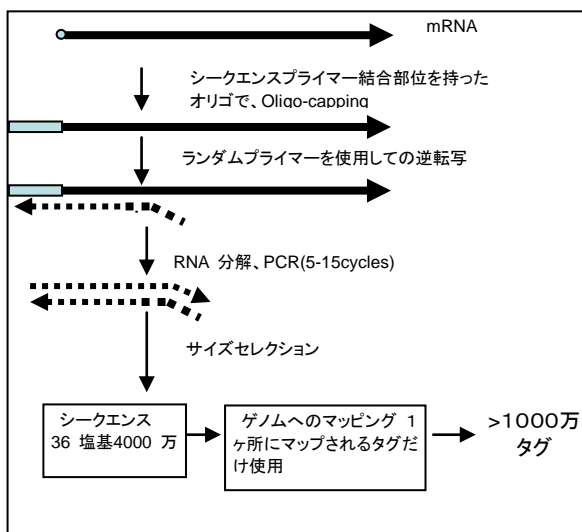 mRNA
シークエンスプライマー結合部位を持った
オリゴで、Oligo-capping
ランダムプライマーを使用しての逆転写
RNA 分解、PCR(5-15cycles)
サイズセレクション
シークエンス
36 塩基4000 万
ゲノムへのマッピング 1
ヶ所にマップされるタグだ
け使用
>1000万
タグ